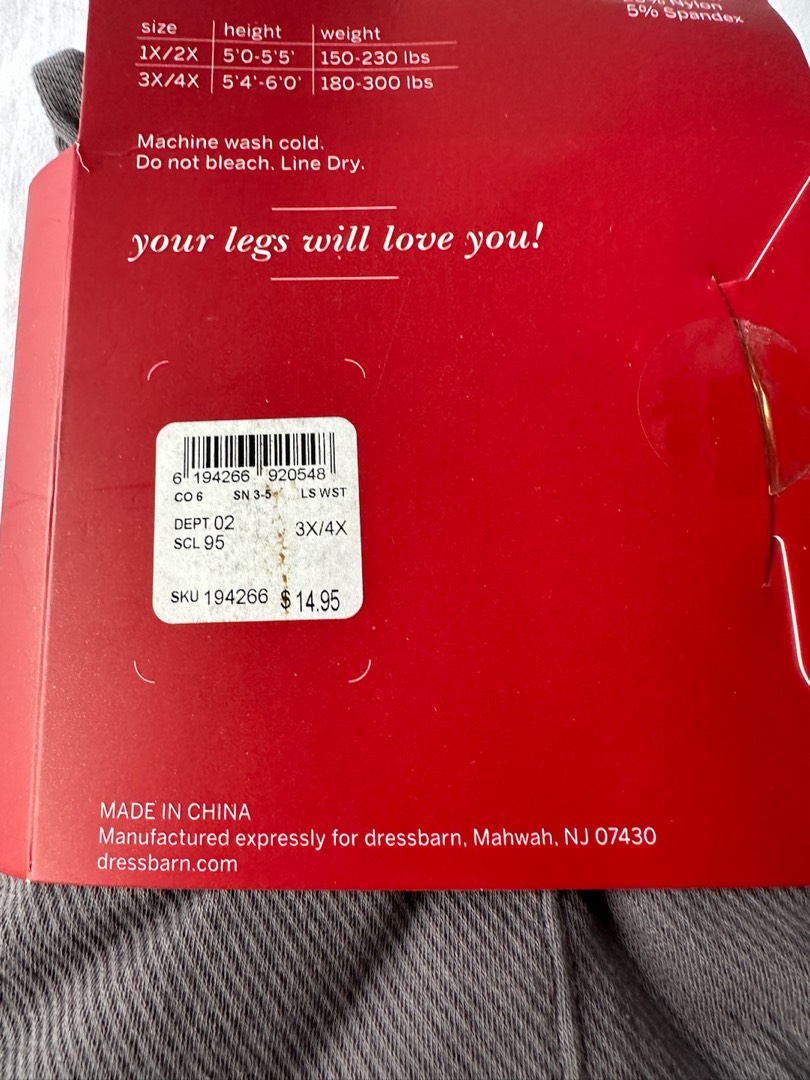 Nylon
5% Spandex
size height weight
1X/2X 5'0-5'5' 150-230 lbs
3X/4X 5'4'-6'0' 180-300 lbs
Machine wash cold.
Do not bleach. Line Dry.
your legs will love you!
6 194266 920548
CO 6 SN 3-5 LS WST
DEPT 02
SCL 95
3X/4X
SKU 194266 $14.95
MADE IN CHINA
Manufactured expressly for dressbarn, Mahwah, NJ 07430
dressbarn.com